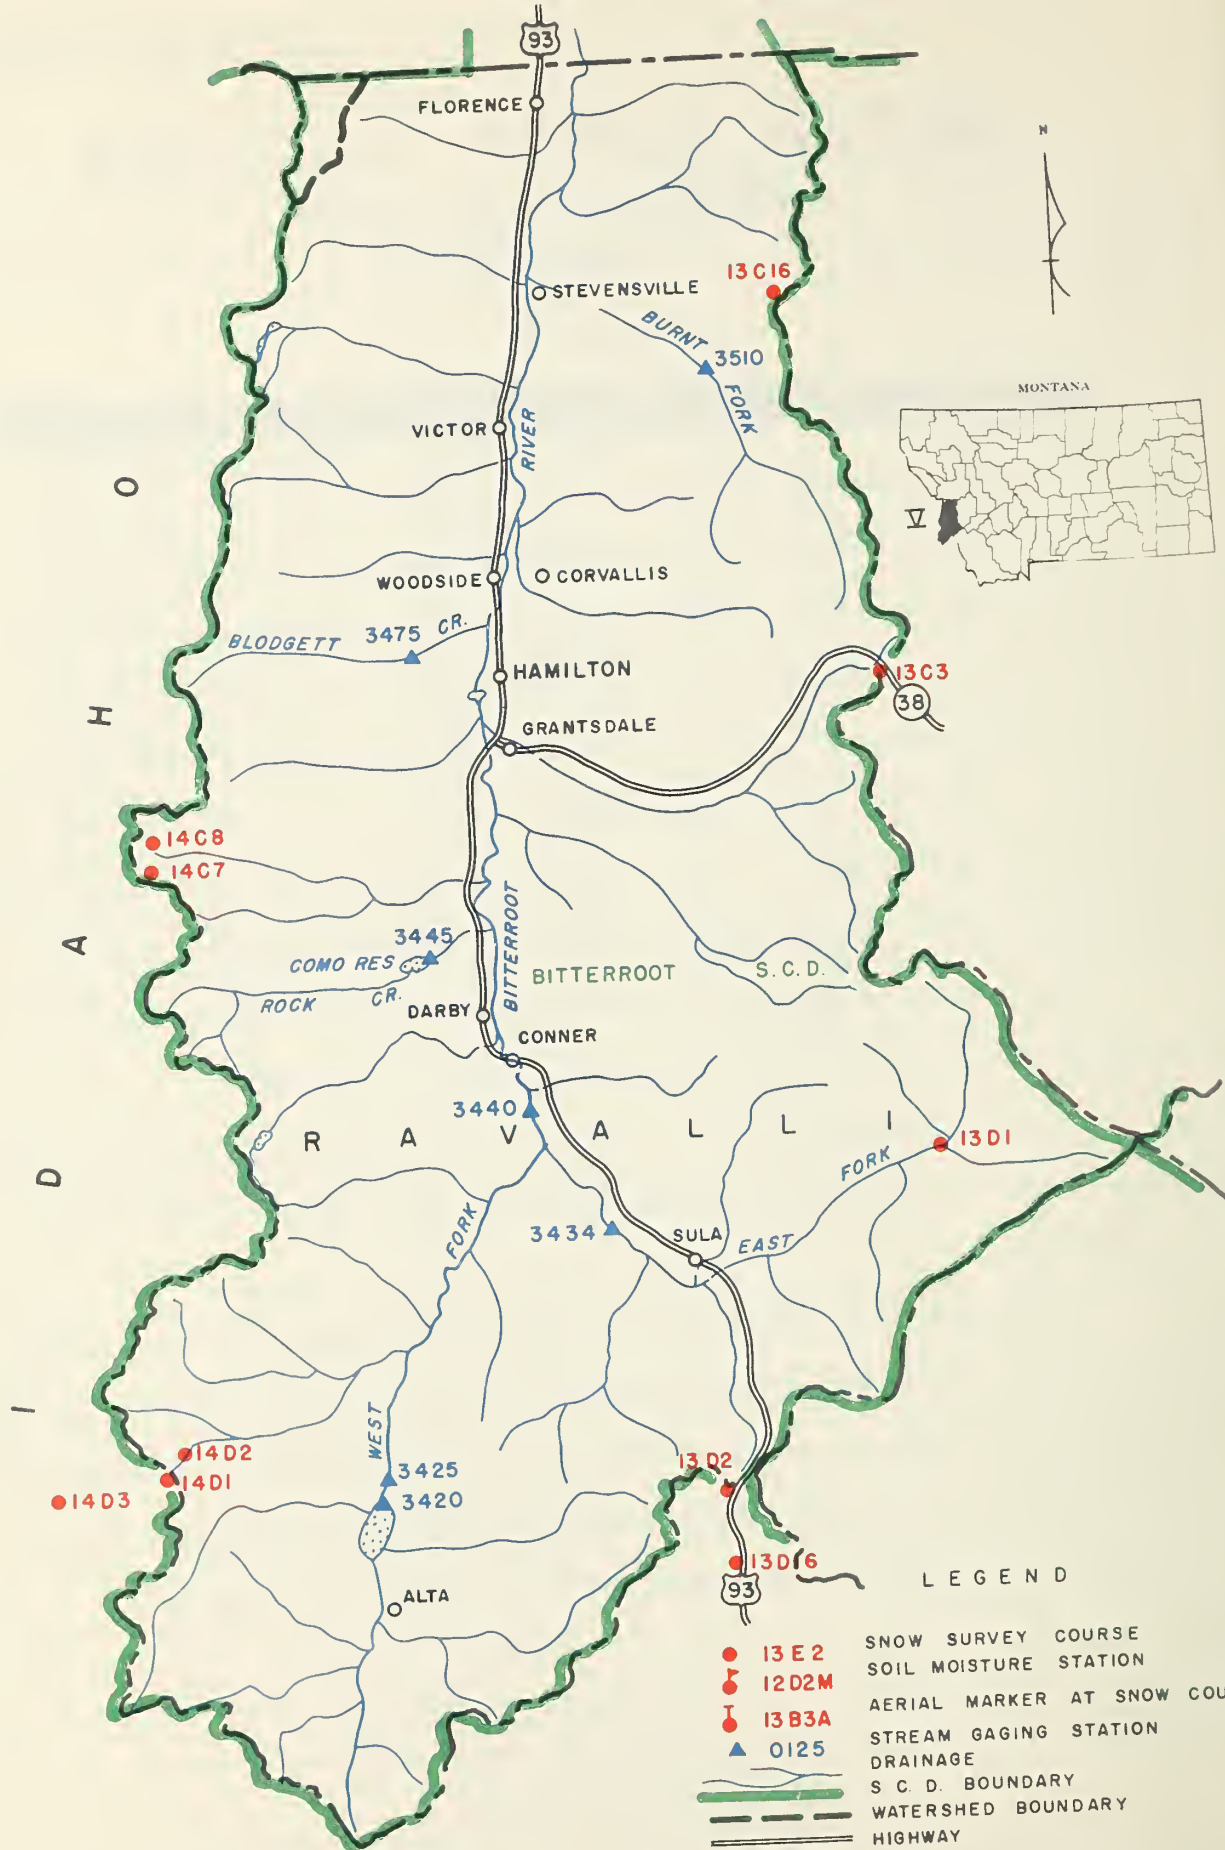 93
FLORENCE
N
13C16
STEVENSVILLE
BURNT
3510
FORK
MONTANA
VICTOR
RIVER
V
WOODSIDE
CORVALLIS
BLODGETT
3475
CR.
HAMILTON
13C3
38
GRANTSDALE
14C8
14C7
3445
COMO RES
BITTERROOT
BITTERROOT S.C.D.
ROCK CR.
DARBY
CONNER
3440
RAVALLI
13D1
FORK
FORK
3434
SULA
EAST
IDAHO
WEST
14D2
14D1
14D3
3425
3420
13D2
13D16
93
ALTA
LEGEND
13E2 SNOW SURVEY COURSE
12D2M SOIL MOISTURE STATION
13B3A AERIAL MARKER AT SNOW COU
0125 STREAM GAGING STATION
DRAINAGE
S C. D. BOUNDARY
WATERSHED BOUNDARY
HIGHWAY